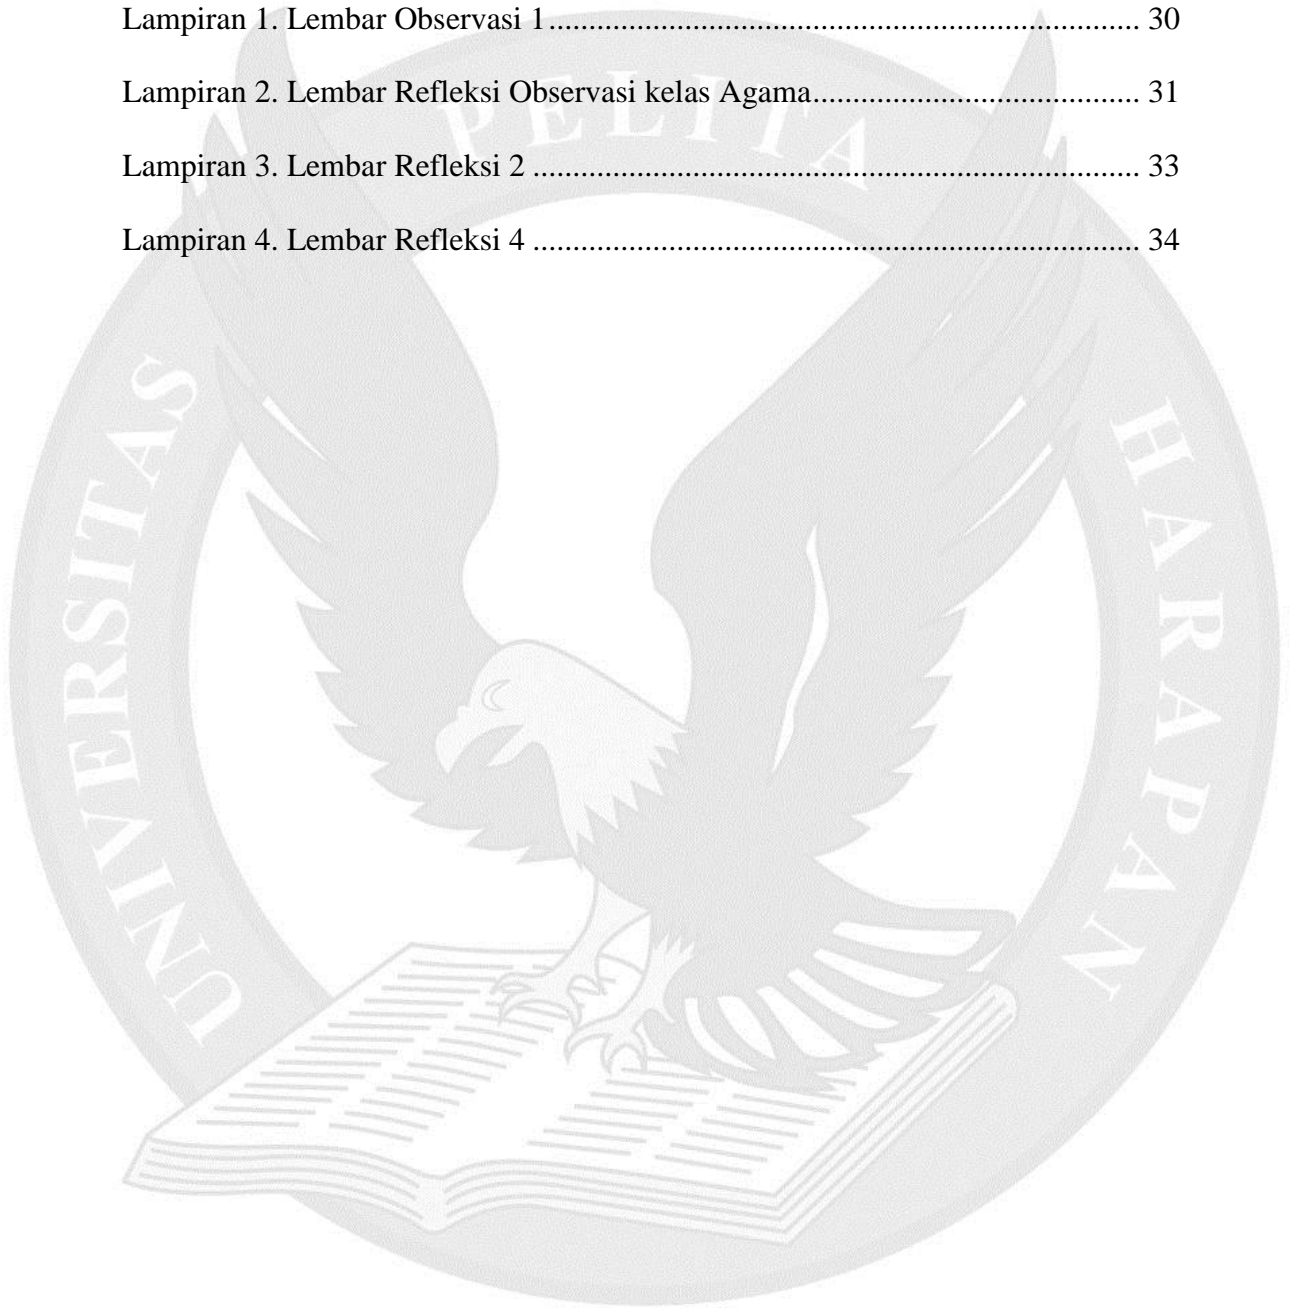 Lampiran 1. Lembar Observasi 1.......................................................................... 30
Lampiran 2. Lembar Refleksi Observasi kelas Agama......................................... 31
Lampiran 3. Lembar Refleksi 2 ............................................................................ 33
Lampiran 4. Lembar Refleksi 4 ............................................................................ 34
UNIVERSITAS PELITA HARAPAN